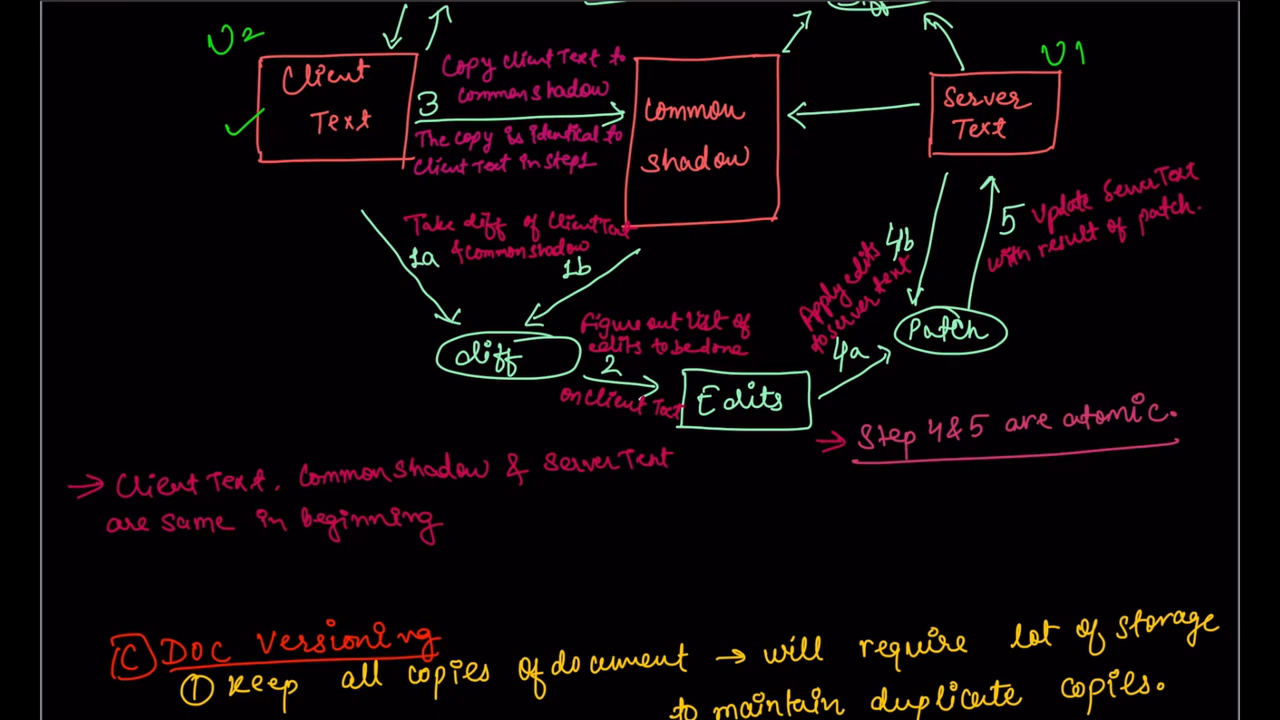 V2
V1
Client
Text
3
Copy Client Text to
Common shadow
The copy is identical to
Client Text in Step1
Common
shadow
Server
Text
Take diff of Client Text
& Common shadow
1a
1b
diff
Figure out list of
edits to be done
2
on Client Text
Edits
Apply edits
to server text
4a
4b
Patch
5 Update Server Text
with result of patch.
→ Step 4&5 are atomic.
→ Client Text, Common shadow & Server Text
are same in beginning
(C) DOC Versioning
① Keep all copies of document → will require lot of storage
to maintain duplicate copies.